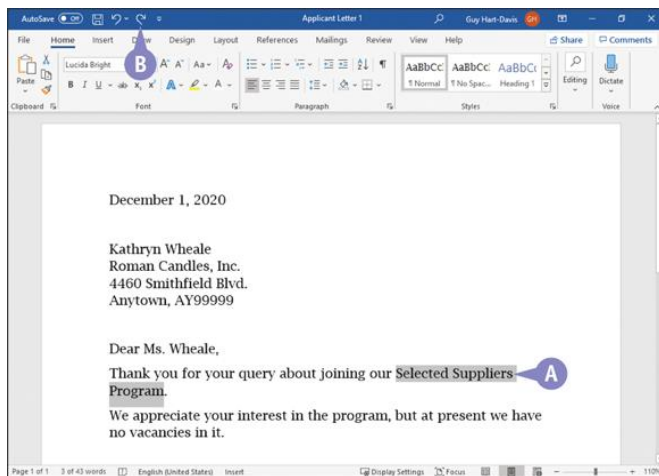 AutoSave Off Applicant Letter 1 Guy Hart-Davis GH
File Home Insert Draw Design Layout References Mailings Review View Help Share Comments
B
Paste Lucida Bright A A Aa A AaBbCc AaBbCc AaBbCc Editing Dictate
B I U ab x x A A ¶ Normal ¶ No Spac... Heading 1
Clipboard Font Paragraph Styles Voice
December 1, 2020
Kathryn Wheale
Roman Candles, Inc.
4460 Smithfield Blvd.
Anytown, AY99999
Dear Ms. Wheale,
Thank you for your query about joining our Selected Suppliers A
Program.
We appreciate your interest in the program, but at present we have
no vacancies in it.
Page 1 of 1 3 of 43 words English (United States) Insert Display Settings Focus 110%